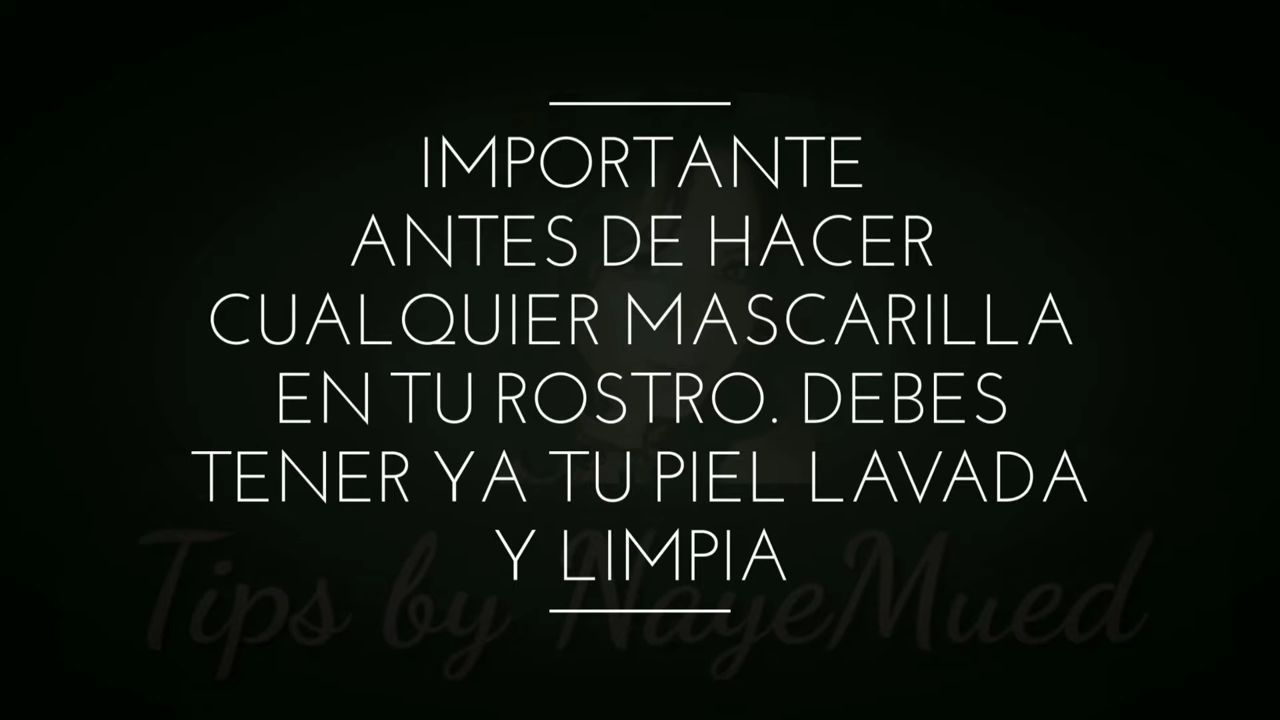 IMPORTANTE
ANTES DE HACER
CUALQUIER MASCARILLA
EN TU ROSTRO. DEBES
TENER YA TU PIEL LAVADA
Y LIMPIA
Tips by NayeMued